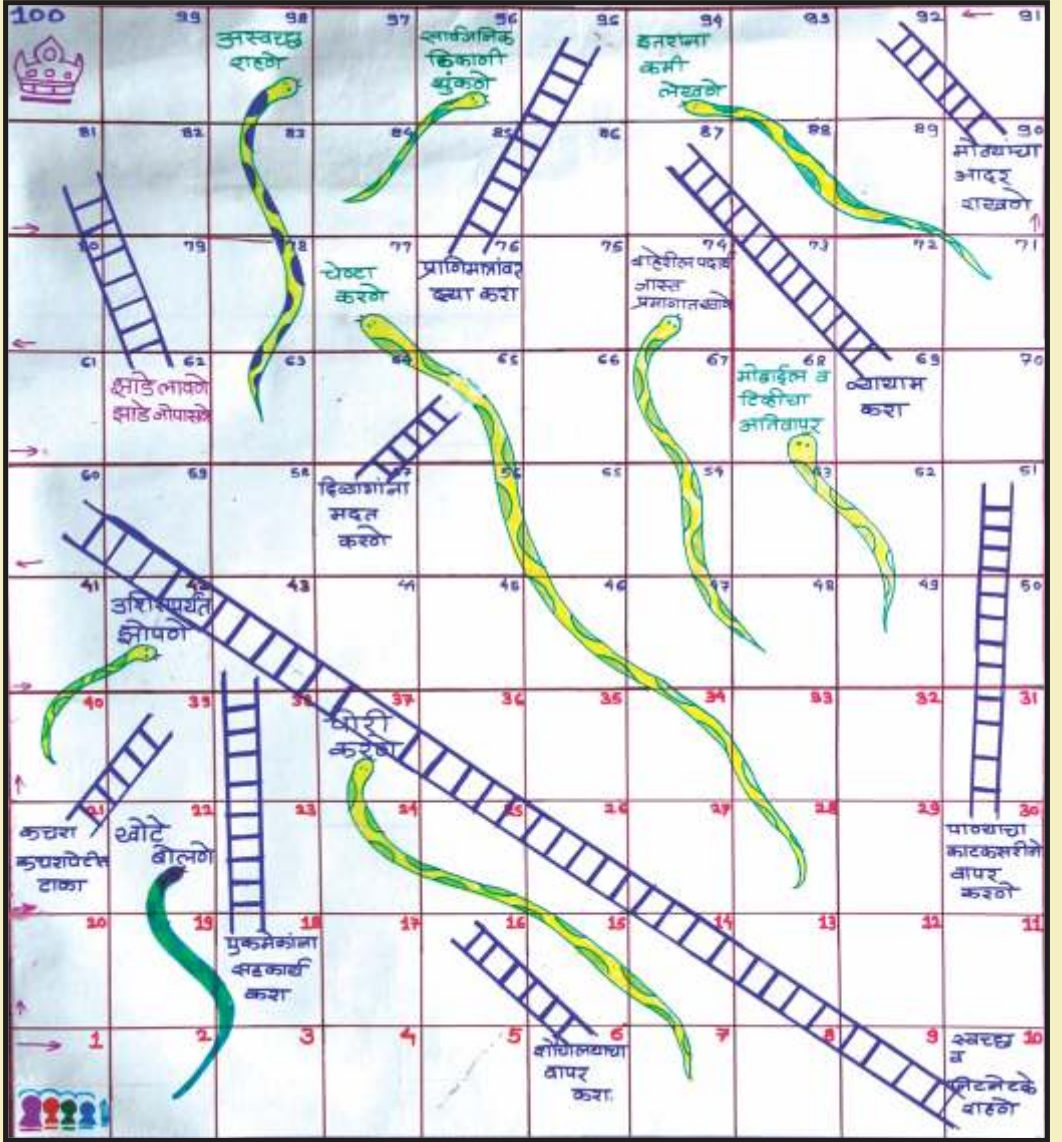 100 99 98 97 96 95 94 93 92 91
अस्वच्छ
राहणे
सार्वजनिक
ठिकाणी
थुंकणे
इतरांना
कमी
लेखणे
81 82 83 84 85 86 87 88 89 90
मोठ्यांचा
आदर
राखणे
80 79 78 77 76 75 74 73 72 71
चेष्टा
करणे
प्राणिमात्रांवर
दया करा
बाहेरील पदार्थ
जास्त
प्रमाणात खाणे
61 62 63 64 65 66 67 68 69 70
झाडे लावणे
झाडे जोपासणे
मोबाईल व
टिव्हीचा
अतिवापर
व्यायाम
करा
60 59 58 57 56 55 54 53 52 51
मदत
करणे
41 42 43 44 45 46 47 48 49 50
उशिरापर्यंत
झोपणे
40 39 38 37 36 35 34 33 32 31
चोरी
करणे
21 22 23 24 25 26 27 28 29 30
कचरा
कचरापेटीत
टाका
खोटे
बोलणे
पाण्याचा
काटकसरीने
वापर
करणे
20 19 18 17 16 15 14 13 12 11
एकमेकांना
सहकार्य
करा
1 2 3 4 5 6 7 8 9 10
शौचालयाचा
वापर
करा.
स्वच्छ
व
निटनेटके
राहणे